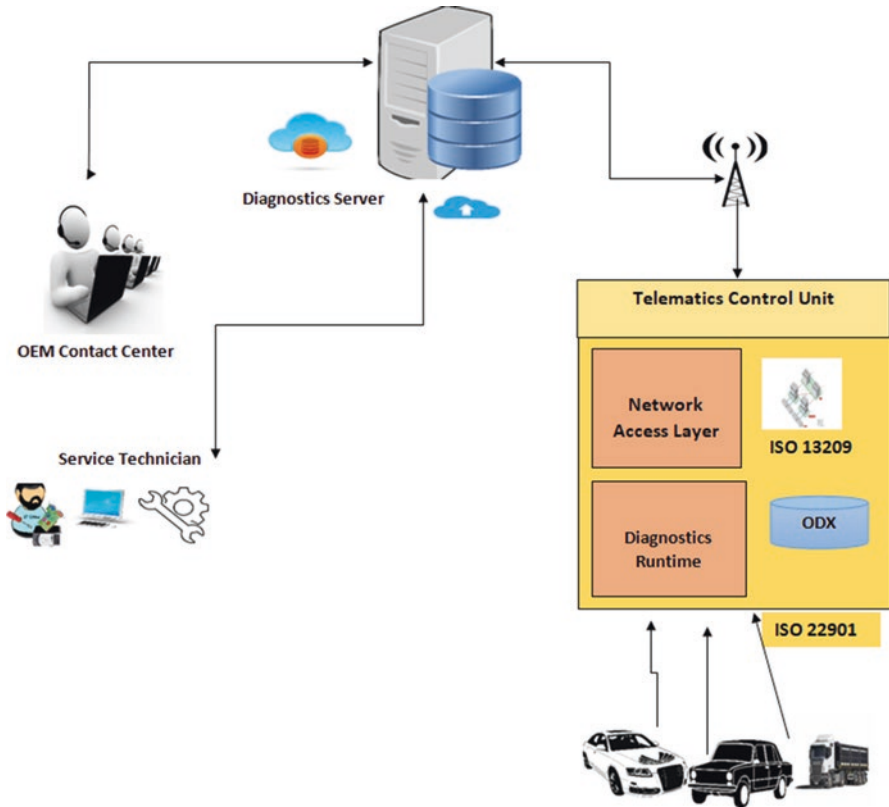 Diagnostics Server
OEM Contact Center
Service Technician
Telematics Control Unit
Network
Access Layer
ISO 13209
Diagnostics
Runtime
ODX
ISO 22901